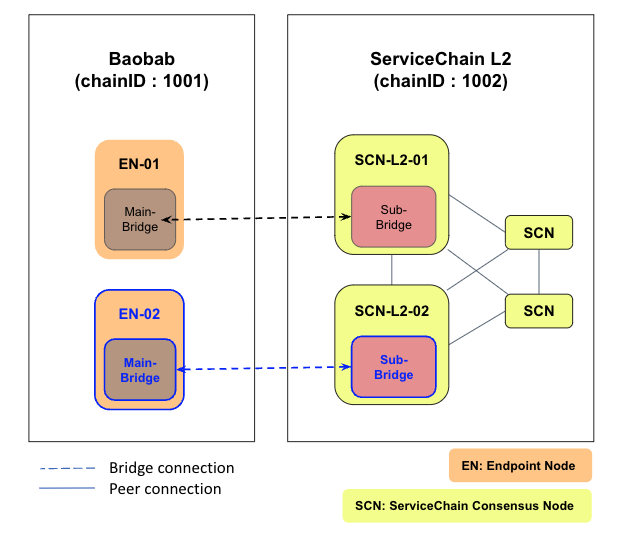 Baobab
(chainID : 1001)
ServiceChain L2
(chainID : 1002)
EN-01
Main-
Bridge
SCN-L2-01
Sub-
Bridge
SCN
EN-02
Main-
Bridge
SCN-L2-02
Sub-
Bridge
SCN
Bridge connection
Peer connection
EN: Endpoint Node
SCN: ServiceChain Consensus Node